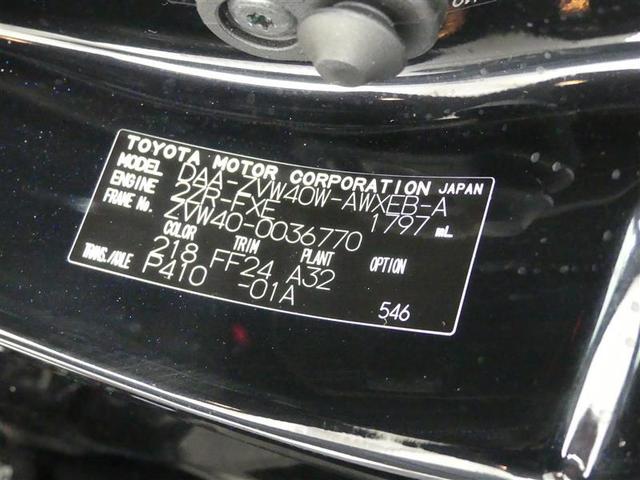 TOYOTA MOTOR CORPORATION JAPAN
MODEL DAA-ZVW40W-AWXEB-A
ENGINE 2ZR-FXE 1797 mL
FRAME No. ZVW40-0036770
COLOR TRIM PLANT OPTION
218 FF24 A32
TRANS./AXLE P410 -01A 546